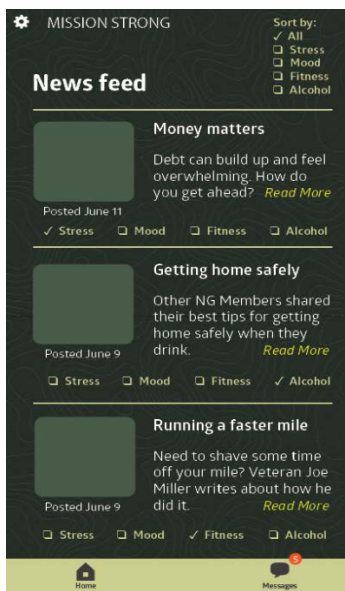 MISSION STRONG
Sort by:
✓ All
❑ Stress
❑ Mood
❑ Fitness
❑ Alcohol
News feed
Money matters
Debt can build up and feel
overwhelming. How do
you get ahead? Read More
Posted June 11
✓ Stress ❑ Mood ❑ Fitness ❑ Alcohol
Getting home safely
Other NG Members shared
their best tips for getting
home safely when they
drink. Read More
Posted June 9
❑ Stress ❑ Mood ❑ Fitness ✓ Alcohol
Running a faster mile
Need to shave some time
off your mile? Veteran Joe
Miller writes about how he
did it. Read More
Posted June 9
❑ Stress ❑ Mood ✓ Fitness ❑ Alcohol
5
Home Messages